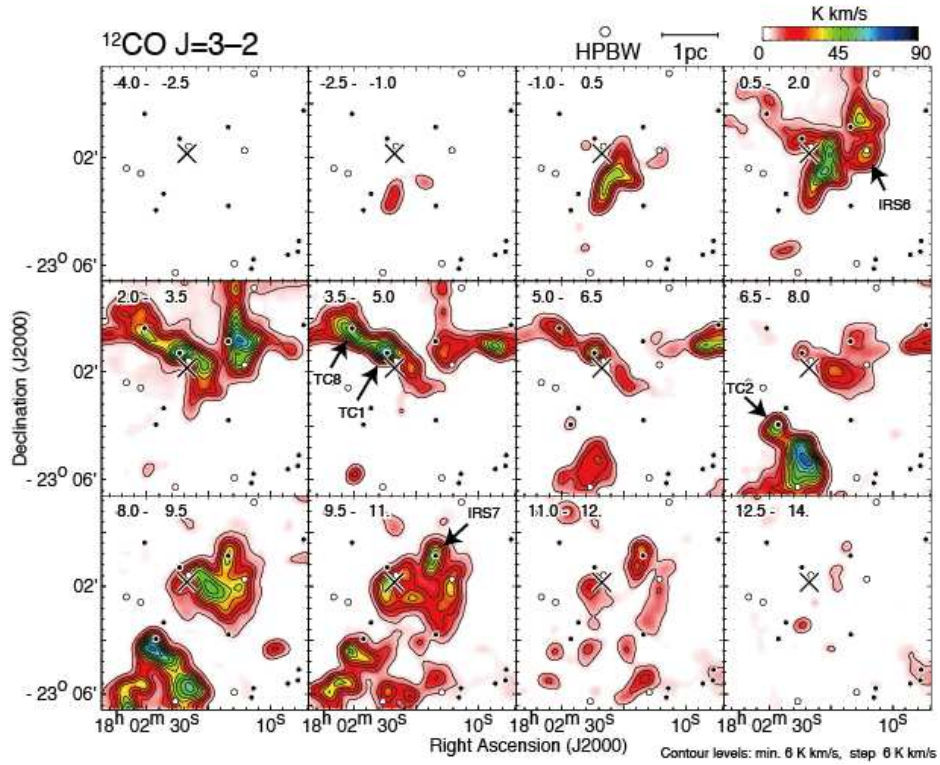 K km/s
¹²CO J=3–2
HPBW
1pc
0 45 90
-4.0 - -2.5
-2.5 - -1.0
-1.0 - 0.5
0.5 - 2.0
02'
IRS6
- 23° 06'
2.0 - 3.5
3.5 - 5.0
5.0 - 6.5
6.5 - 8.0
02'
TC8
TC1
TC2
Declination (J2000)
- 23° 06'
8.0 - 9.5
9.5 - 11.
11.0 - 12.
12.5 - 14.
IRS7
02'
- 23° 06'
18ʰ 02ᵐ 30ˢ 10ˢ 18ʰ 02ᵐ 30ˢ 10ˢ 18ʰ 02ᵐ 30ˢ 10ˢ 18ʰ 02ᵐ 30ˢ 10ˢ
Right Ascension (J2000)
Contour levels: min. 6 K km/s, step 6 K km/s